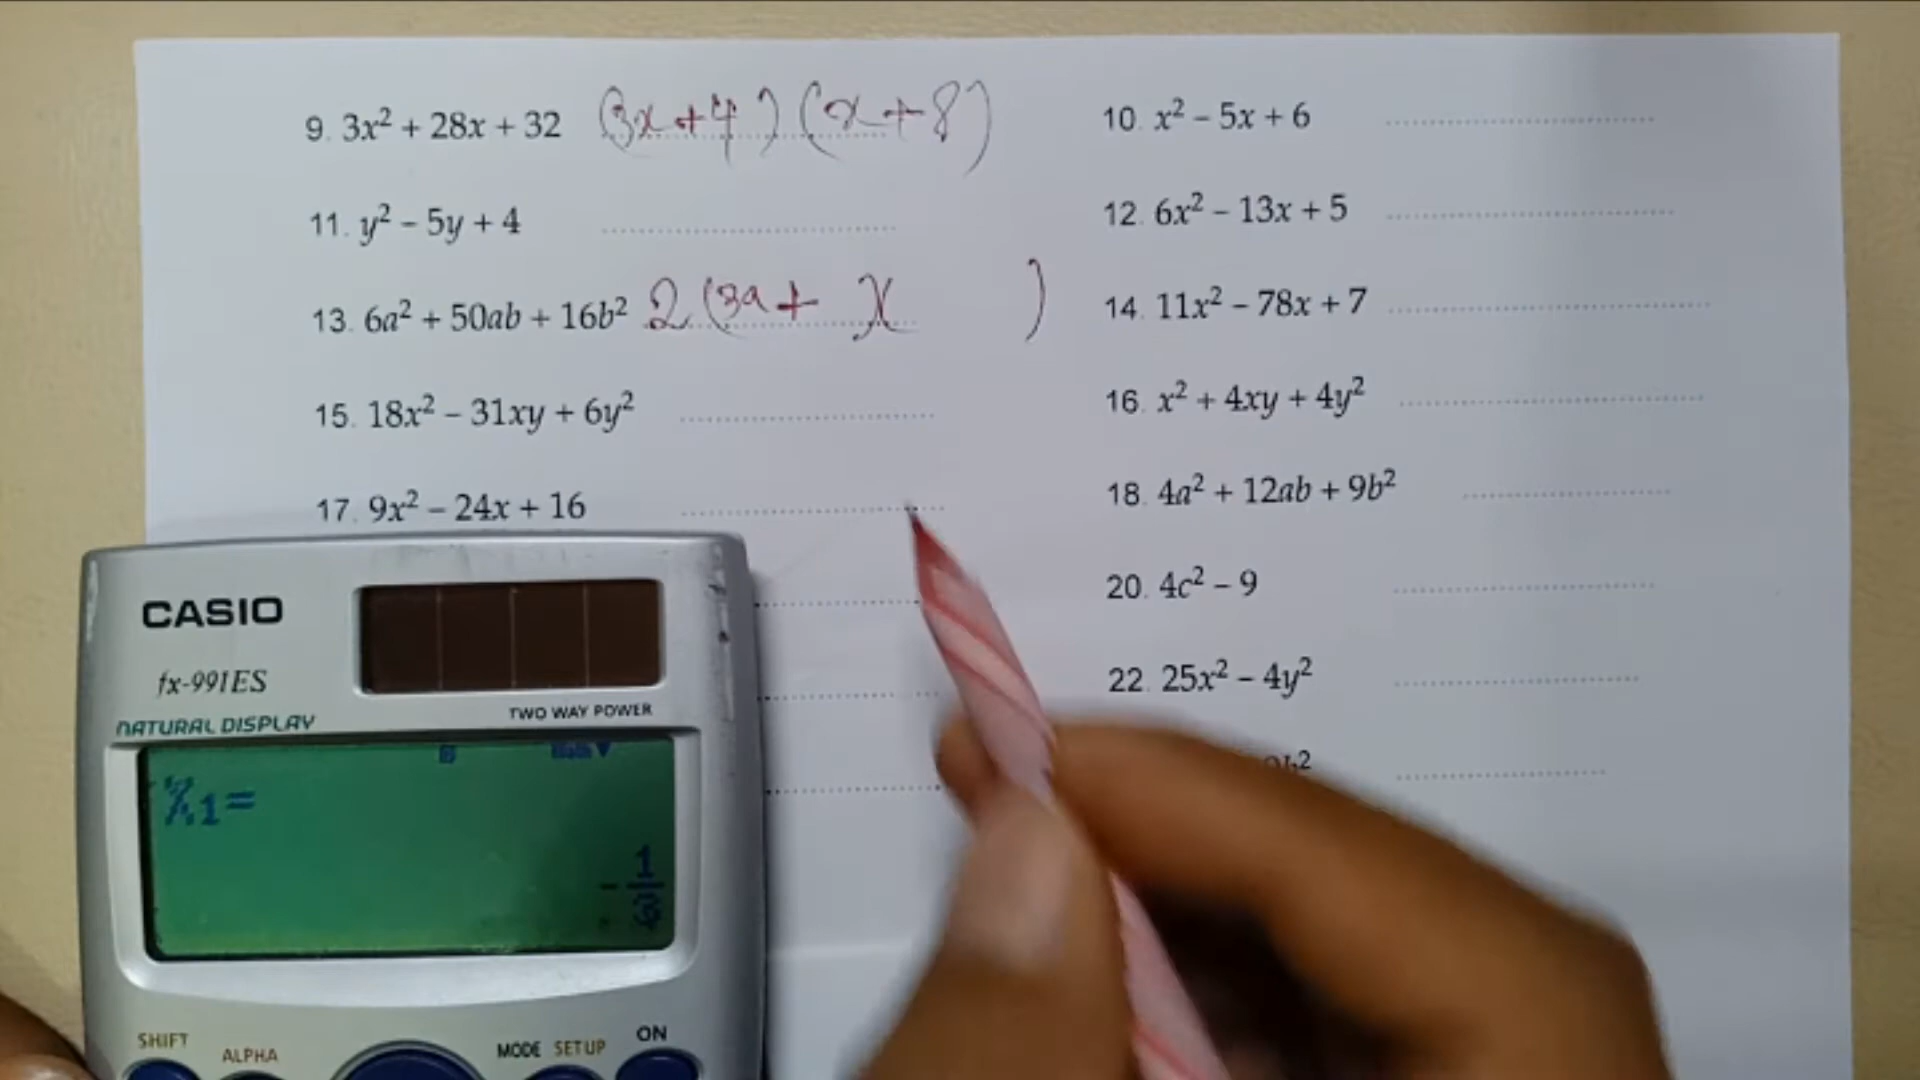 9. 3x² + 28x + 32 (3x+4)(x+8)
10. x² – 5x + 6
11. y² – 5y + 4
12. 6x² – 13x + 5
13. 6a² + 50ab + 16b² 2(3a+ )( )
14. 11x² – 78x + 7
15. 18x² – 31xy + 6y²
16. x² + 4xy + 4y²
17. 9x² – 24x + 16
18. 4a² + 12ab + 9b²
20. 4c² – 9
22. 25x² – 4y²
CASIO
fx-991ES
NATURAL DISPLAY
TWO WAY POWER
Math▼
X₁=
-1/3
SHIFT
ALPHA
MODE SETUP
ON